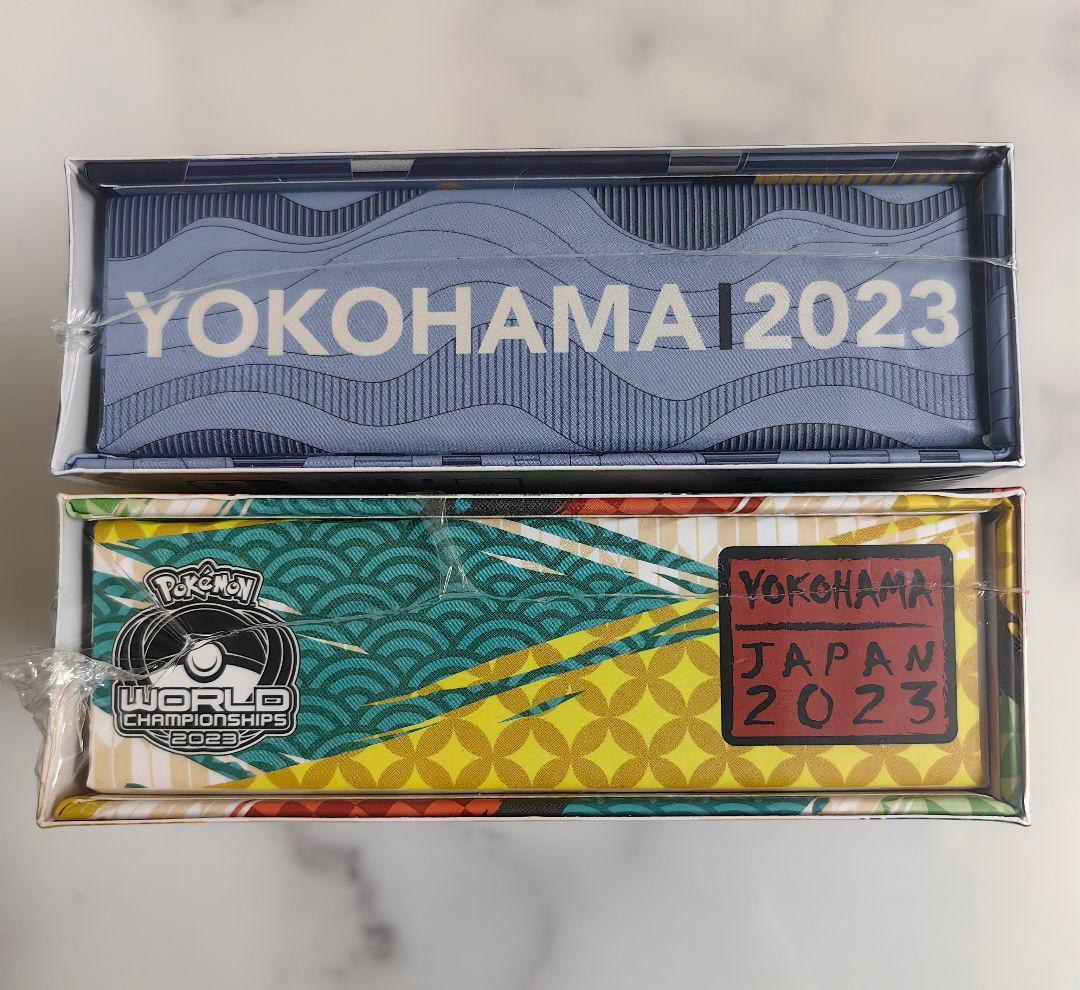 YOKOHAMA|2023
Pokémon
WORLD
CHAMPIONSHIPS
2023
YOKOHAMA
JAPAN
2023